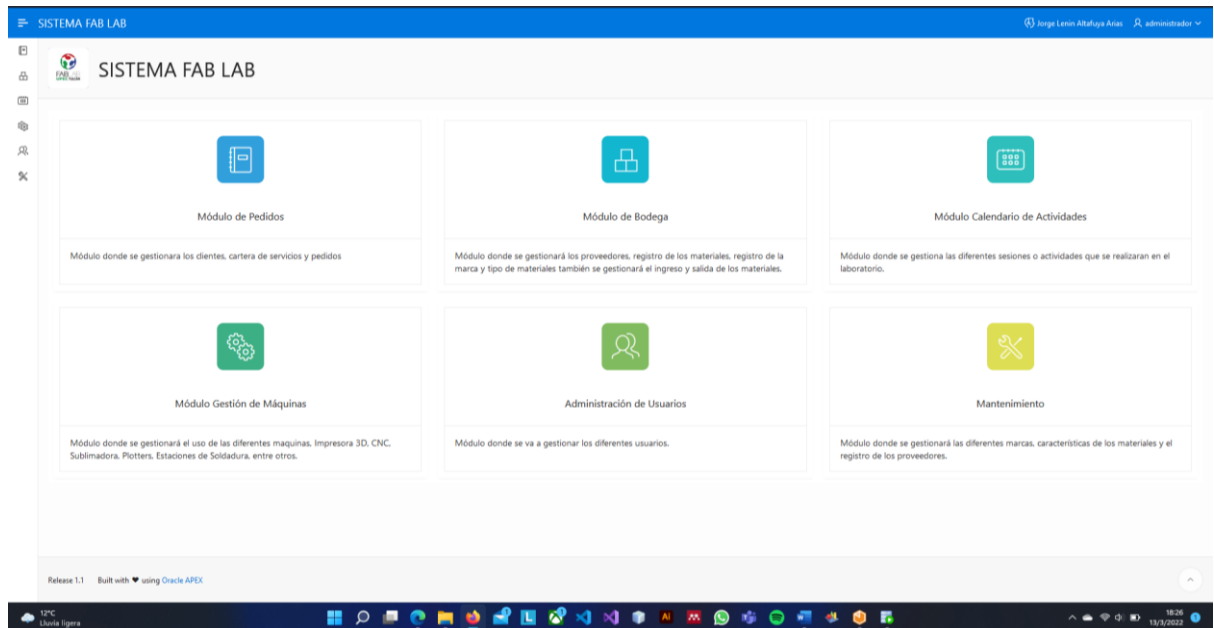 SISTEMA FAB LAB
Jorge Lenin Altafuya Arias administrador
FABLAB
SISTEMA FAB LAB
Módulo de Pedidos
Módulo donde se gestionara los clientes, cartera de servicios y pedidos
Módulo de Bodega
Módulo donde se gestionará los proveedores, registro de los materiales, registro de la
marca y tipo de materiales también se gestionará el ingreso y salida de los materiales.
Módulo Calendario de Actividades
Módulo donde se gestiona las diferentes sesiones o actividades que se realizaran en el
laboratorio.
Módulo Gestión de Máquinas
Módulo donde se gestionará el uso de las diferentes maquinas, Impresora 3D, CNC,
Sublimadora, Plotters, Estaciones de Soldadura, entre otros.
Administración de Usuarios
Módulo donde se va a gestionar los diferentes usuarios.
Mantenimiento
Módulo donde se gestionará las diferentes marcas, características de los materiales y el
registro de los proveedores.
Release 1.1 Built with ♥ using Oracle APEX
12°C
Lluvia ligera
18:26
13/3/2022